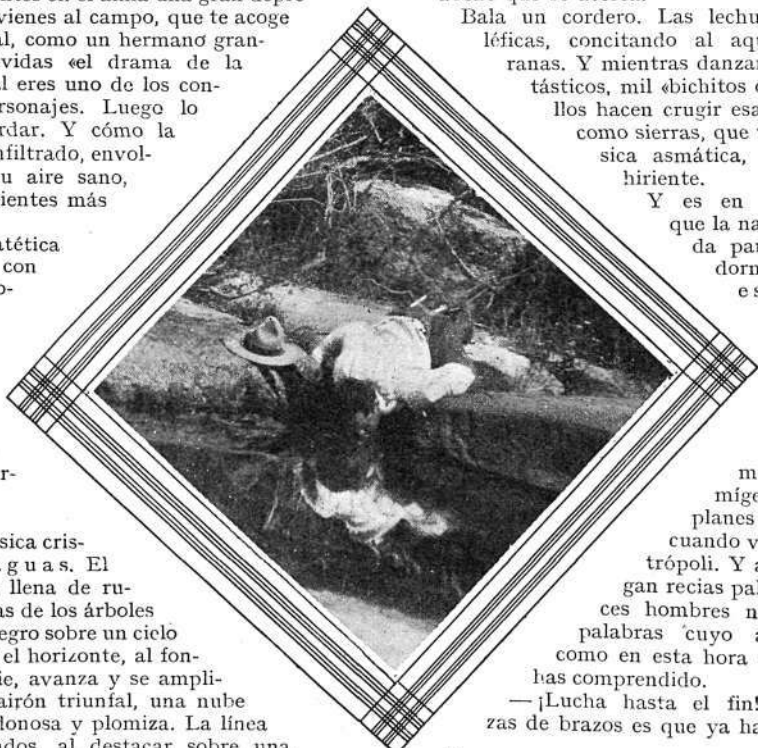 vienes al campo, que te acoge
al, como un hermano gran-
vidas «el drama de la
l eres uno de los con-
rsonajes. Luego lo
rdar. Y cómo la
nfiltrado, envol-
u aire sano,
ientes más
atética
con
o-
r-
sica cris-
g u a s. El
llena de ru-
as de los árboles
egro sobre un cielo
el horizonte, al fon-
ie, avanza y se ampli-
airón triunfal, una nube
donosa y plomiza. La línea
ados, al destacar sobre una
Bala un cordero. Las lechu
léficas, concitando al aqu
ranas. Y mientras danzan
tásticos, mil «bichitos d
llos hacen crugir esa
como sierras, que
sica asmática,
hiriente.
Y es en
que la na
da par
dorm
e s
m
míge
planes
cuando v
trópoli. Y a
gan recias pal
ces hombres n
palabras cuyo a
como en esta hora
has comprendido.
—¡Lucha hasta el fin!
zas de brazos es que ya ha